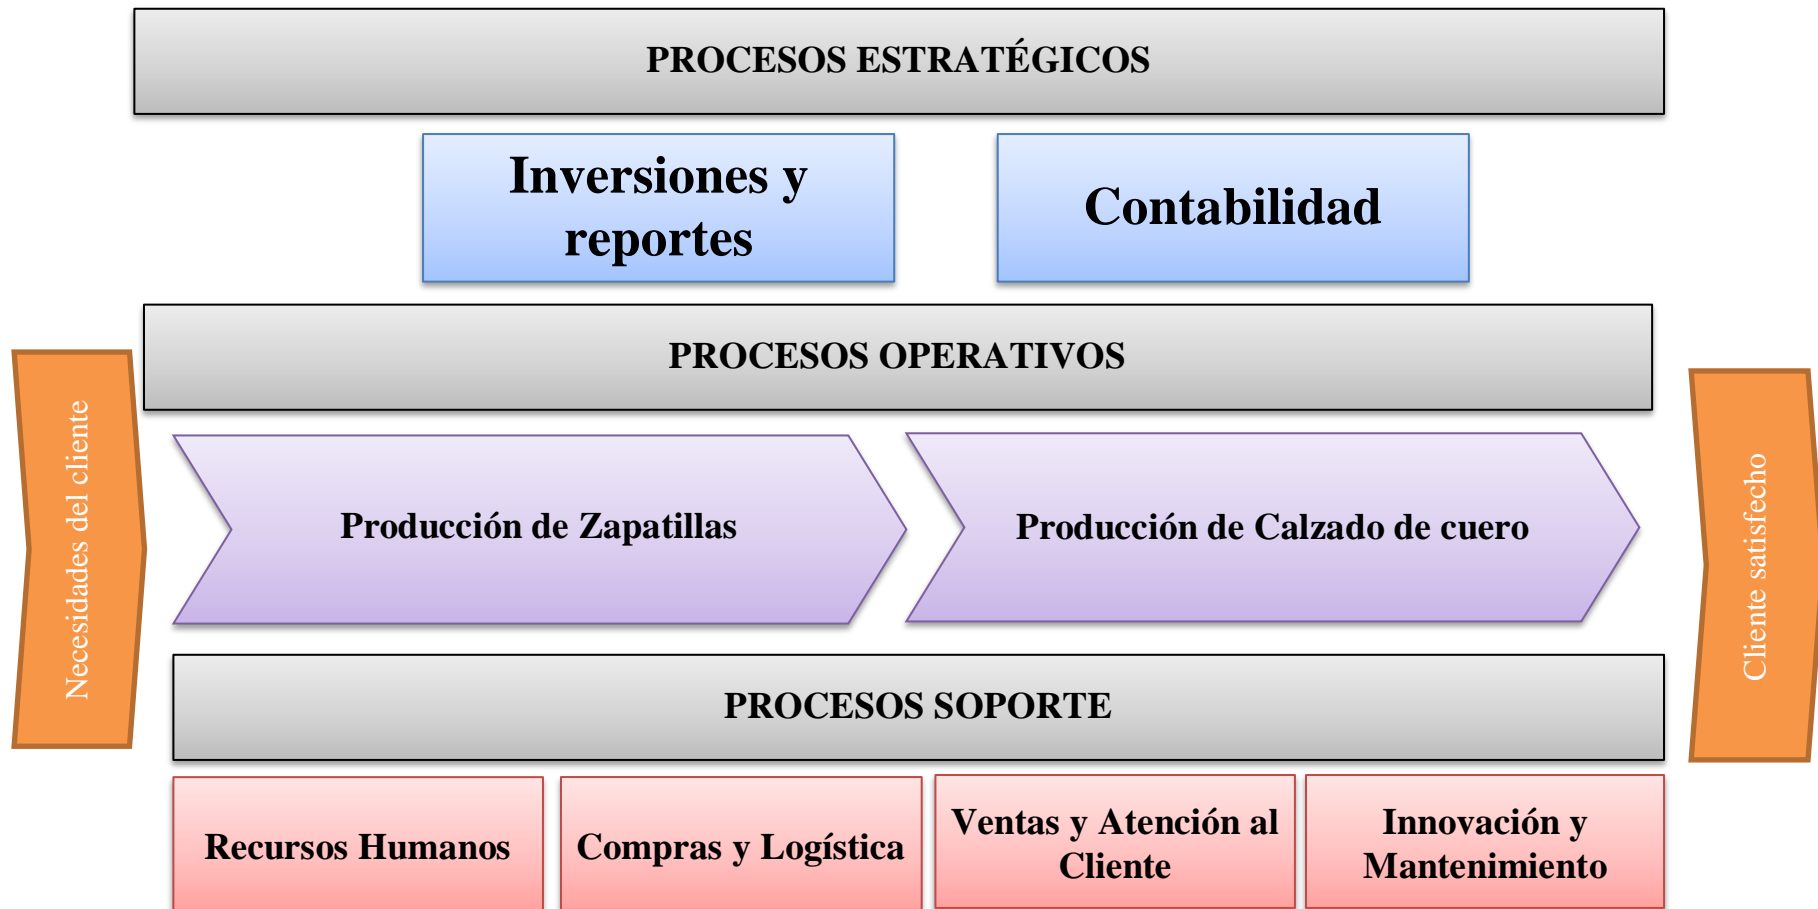 PROCESOS ESTRATÉGICOS
Inversiones y
reportes
Contabilidad
PROCESOS OPERATIVOS
Necesidades del cliente
Producción de Zapatillas
Producción de Calzado de cuero
Cliente satisfecho
PROCESOS SOPORTE
Recursos Humanos
Compras y Logística
Ventas y Atención al
Cliente
Innovación y
Mantenimiento